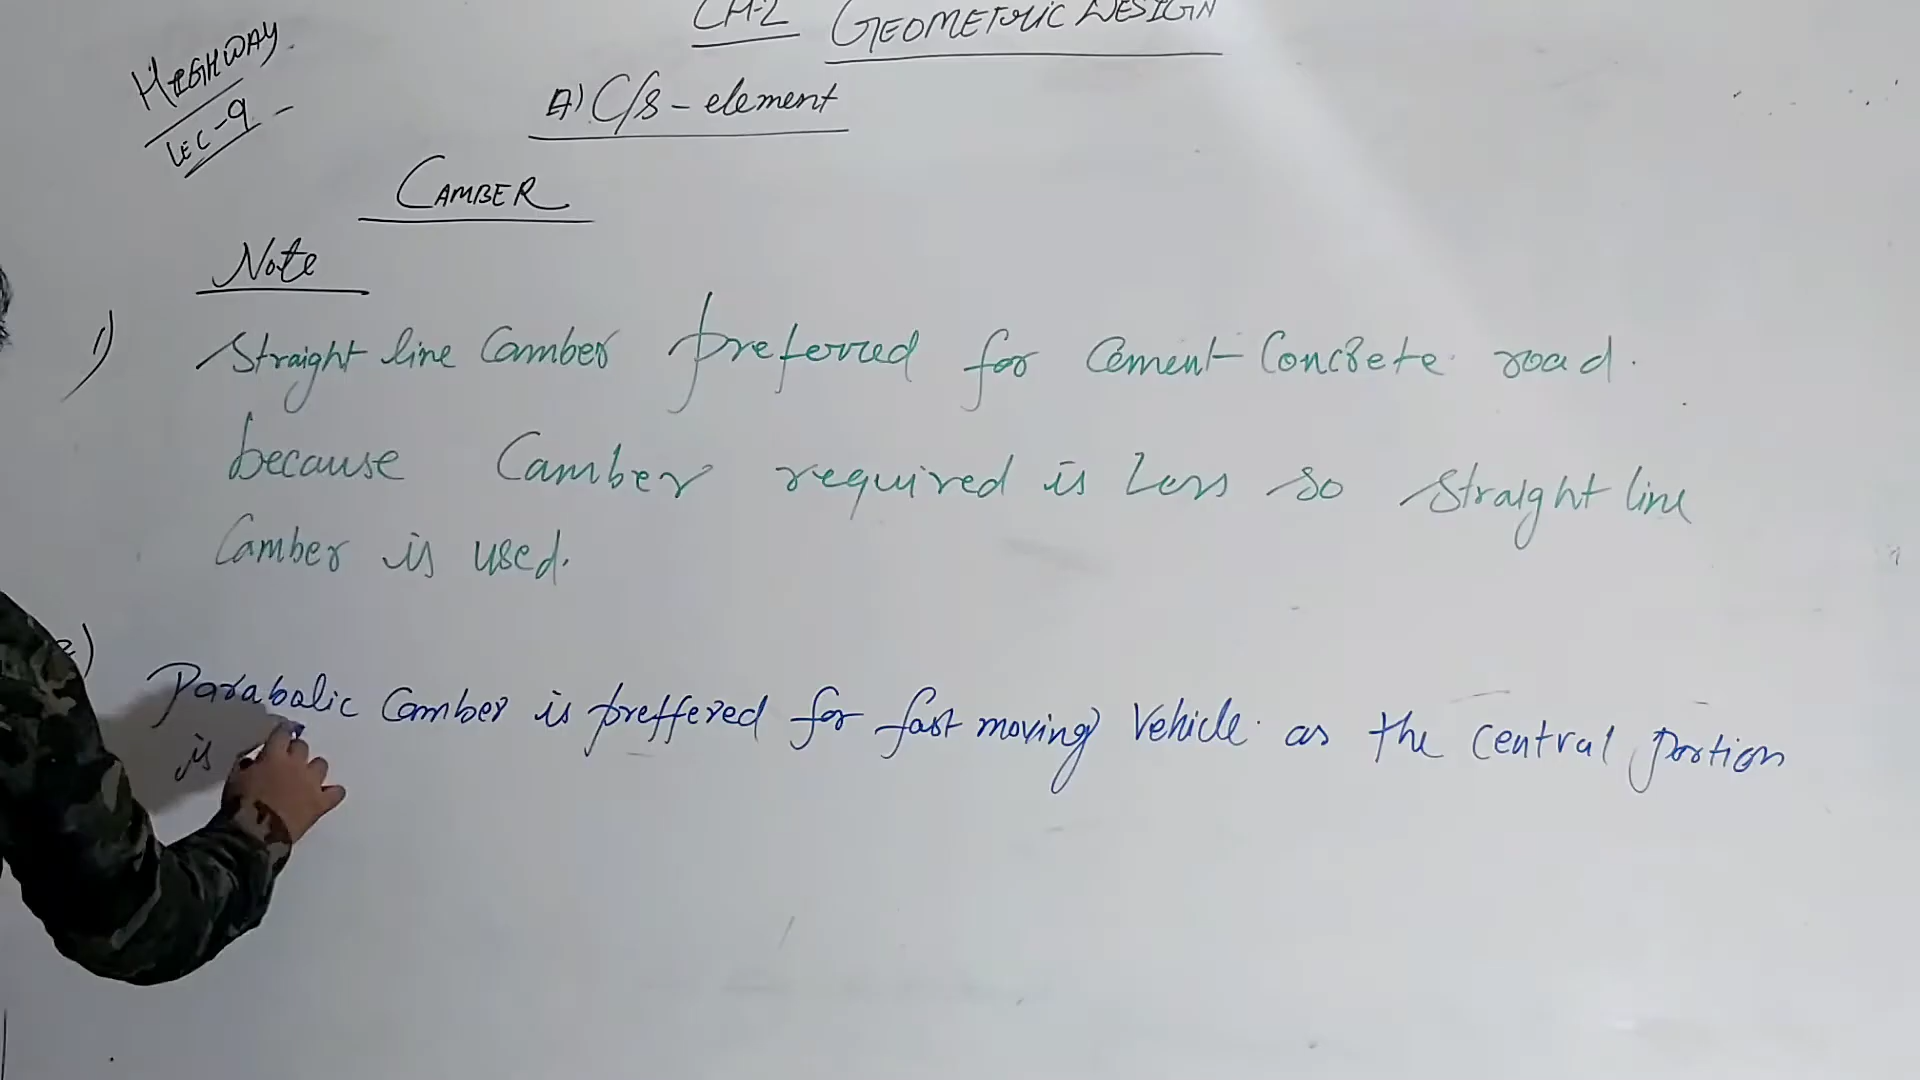 HIGHWAY
LEC-9
CH-2 GEOMETRIC DESIGN
A) C/S - element
CAMBER
Note
1) Straight line Camber preferred for Cement Concrete road.
because Camber required is Less so straight line
Camber is used.
2) Parabolic Camber is preffered for fast moving Vehicle as the central portion
is